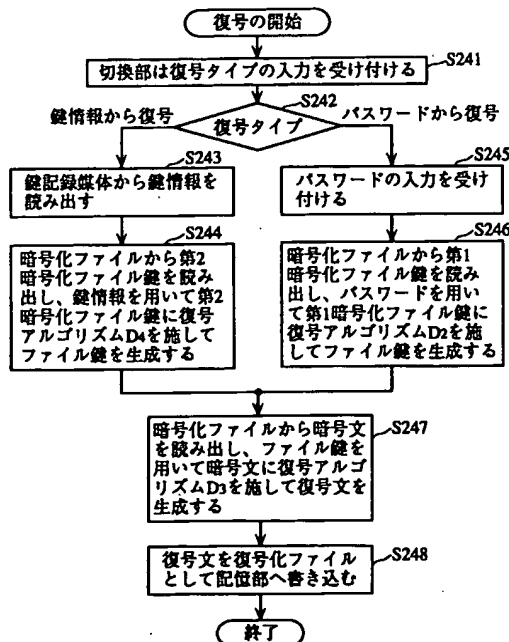 復号の開始
S241
切換部は復号タイプの入力を受け付ける
S242
鍵情報から復号
復号タイプ
パスワードから復号
S243
鍵記録媒体から鍵情報を
読み出す
S245
パスワードの入力を受け
付ける
S244
暗号化ファイルから第2
暗号化ファイル鍵を読み
出し、鍵情報を用いて第2
暗号化ファイル鍵に復号
アルゴリズムD4を施して
ファイル鍵を生成する
S246
暗号化ファイルから第1
暗号化ファイル鍵を読み
出し、パスワードを用い
て第1暗号化ファイル鍵に
復号アルゴリズムD2を施
してファイル鍵を生成する
S247
暗号化ファイルから暗号文
を読み出し、ファイル鍵を
用いて暗号文に復号アルゴ
リズムD3を施して復号文を
生成する
S248
復号文を復号化ファイル
として記憶部へ書き込む
終了